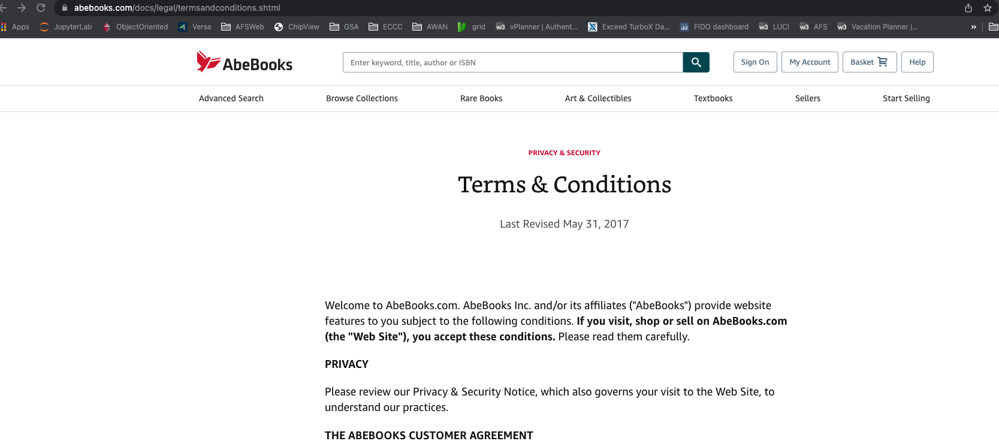 abebooks.com/docs/legal/termsandconditions.shtml
Apps JupyterLab ObjectOriented Verse AFSWeb ChipView GSA ECCC AWAN grid w3 vPlanner | Authent... Exceed TurboX Da... FIDO dashboard w3 LUCI w3 AFS w3 Vacation Planner |... »
AbeBooks Enter keyword, title, author or ISBN Sign On My Account Basket Help
Advanced Search Browse Collections Rare Books Art & Collectibles Textbooks Sellers Start Selling
PRIVACY & SECURITY
Terms & Conditions
Last Revised May 31, 2017
Welcome to AbeBooks.com. AbeBooks Inc. and/or its affiliates ("AbeBooks") provide website
features to you subject to the following conditions. If you visit, shop or sell on AbeBooks.com
(the "Web Site"), you accept these conditions. Please read them carefully.
PRIVACY
Please review our Privacy & Security Notice, which also governs your visit to the Web Site, to
understand our practices.
THE ABEBOOKS CUSTOMER AGREEMENT